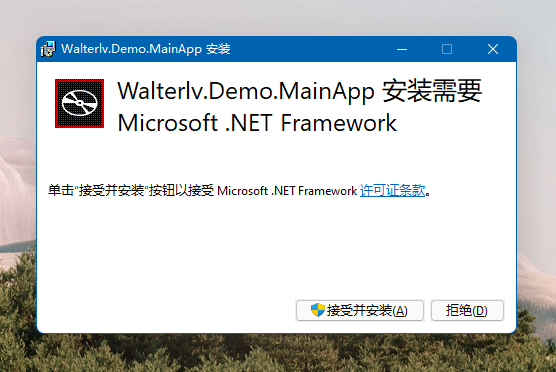 Walterlv.Demo.MainApp 安装
Walterlv.Demo.MainApp 安装需要
Microsoft .NET Framework
单击"接受并安装"按钮以接受 Microsoft .NET Framework 许可证条款。
接受并安装(A)
拒绝(D)